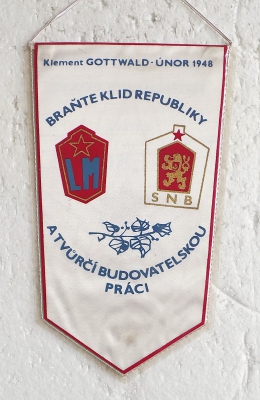 Klement GOTTWALD - ÚNOR 1948
BRAŇTE KLID REPUBLIKY
LM
SNB
A TVŮRČÍ BUDOVATELSKOU
PRÁCI